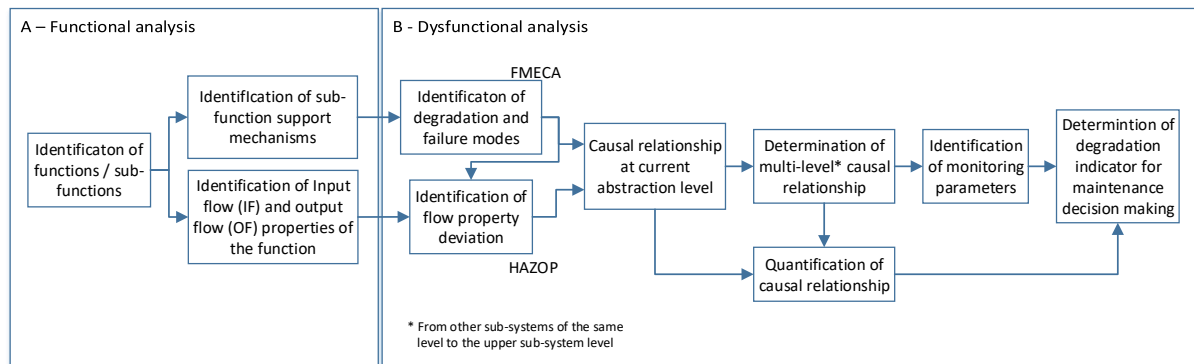 A – Functional analysis
Identificaton of
functions / sub-
functions
Identification of sub-
function support
mechanisms
Identification of Input
flow (IF) and output
flow (OF) properties of
the function
B - Dysfunctional analysis
FMECA
Identificaton of
degradation and
failure modes
Identification of
flow property
deviation
HAZOP
Causal relationship
at current
abstraction level
Determination of
multi-level* causal
relationship
Quantification of
causal relationship
Identification of
monitoring
parameters
Determintion of
degradation
indicator for
maintenance
decision making
* From other sub-systems of the same
level to the upper sub-system level